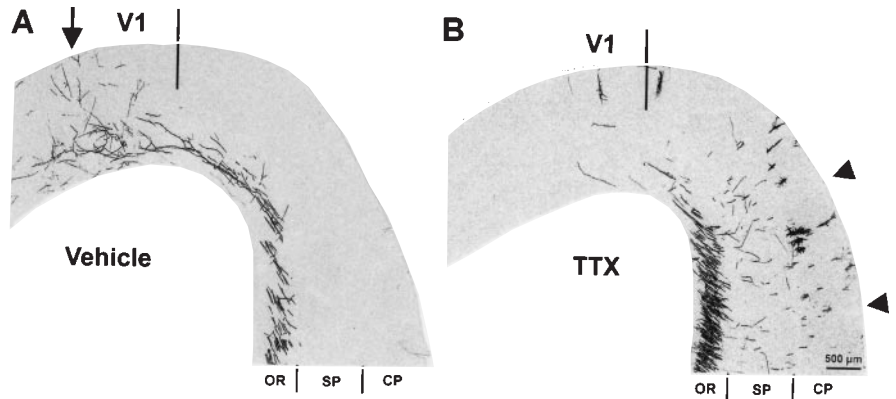 A V1
Vehicle
OR SP CP
B
V1
TTX
500 µm
OR SP CP